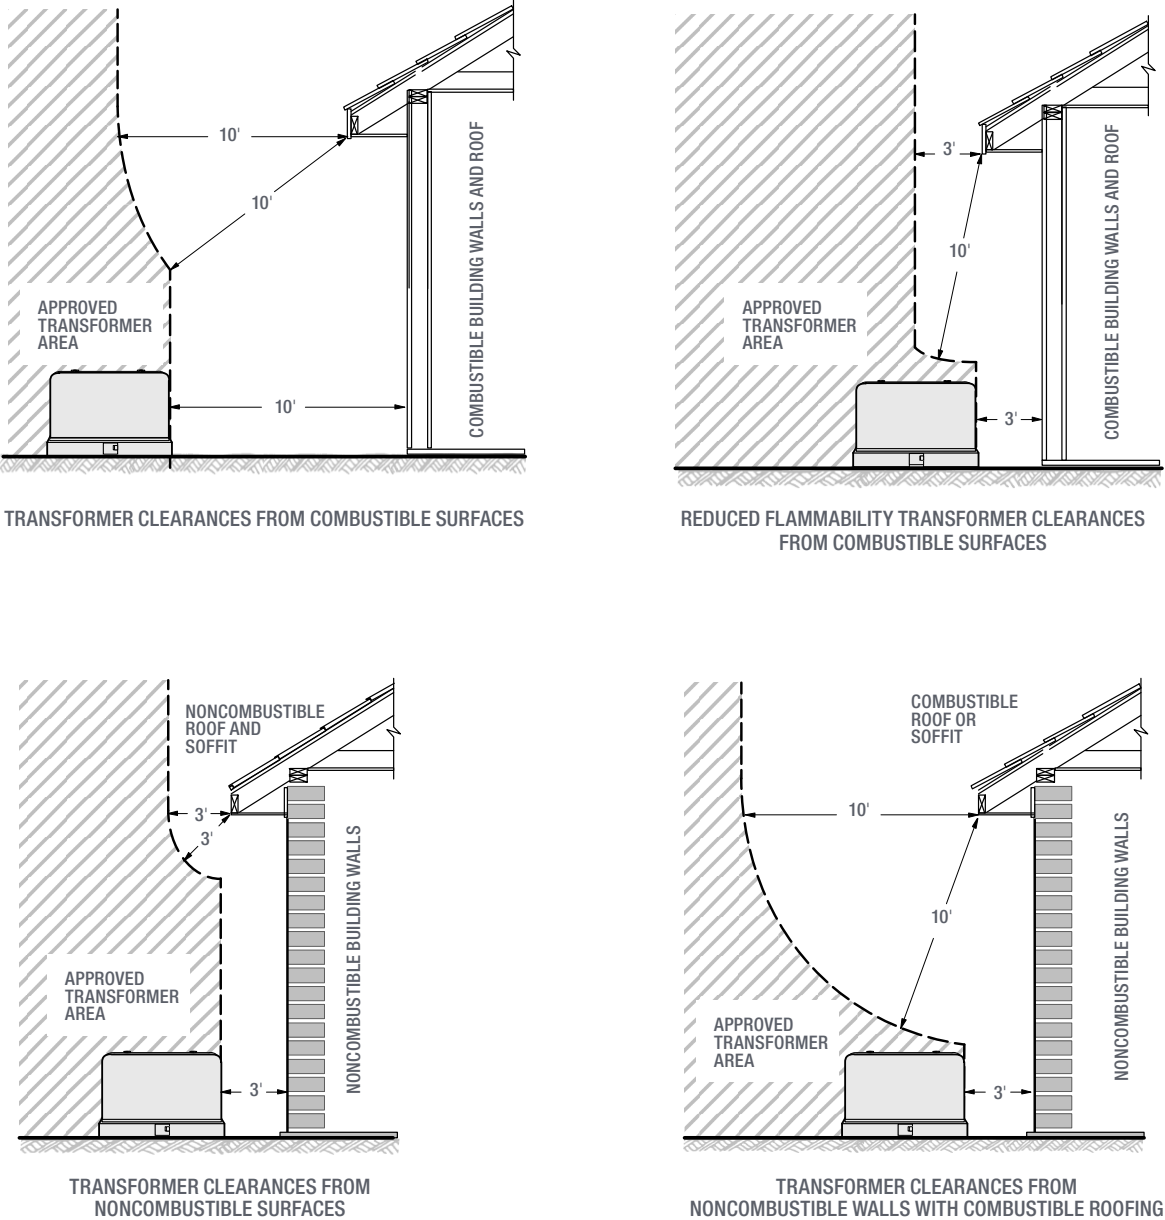 10'
10'
COMBUSTIBLE BUILDING WALLS AND ROOF
APPROVED
TRANSFORMER
AREA
10'
TRANSFORMER CLEARANCES FROM COMBUSTIBLE SURFACES
3'
10'
COMBUSTIBLE BUILDING WALLS AND ROOF
APPROVED
TRANSFORMER
AREA
3'
REDUCED FLAMMABILITY TRANSFORMER CLEARANCES
FROM COMBUSTIBLE SURFACES
NONCOMBUSTIBLE
ROOF AND
SOFFIT
3'
3'
NONCOMBUSTIBLE BUILDING WALLS
APPROVED
TRANSFORMER
AREA
3'
TRANSFORMER CLEARANCES FROM
NONCOMBUSTIBLE SURFACES
COMBUSTIBLE
ROOF OR
SOFFIT
10'
10'
NONCOMBUSTIBLE BUILDING WALLS
APPROVED
TRANSFORMER
AREA
3'
TRANSFORMER CLEARANCES FROM
NONCOMBUSTIBLE WALLS WITH COMBUSTIBLE ROOFING